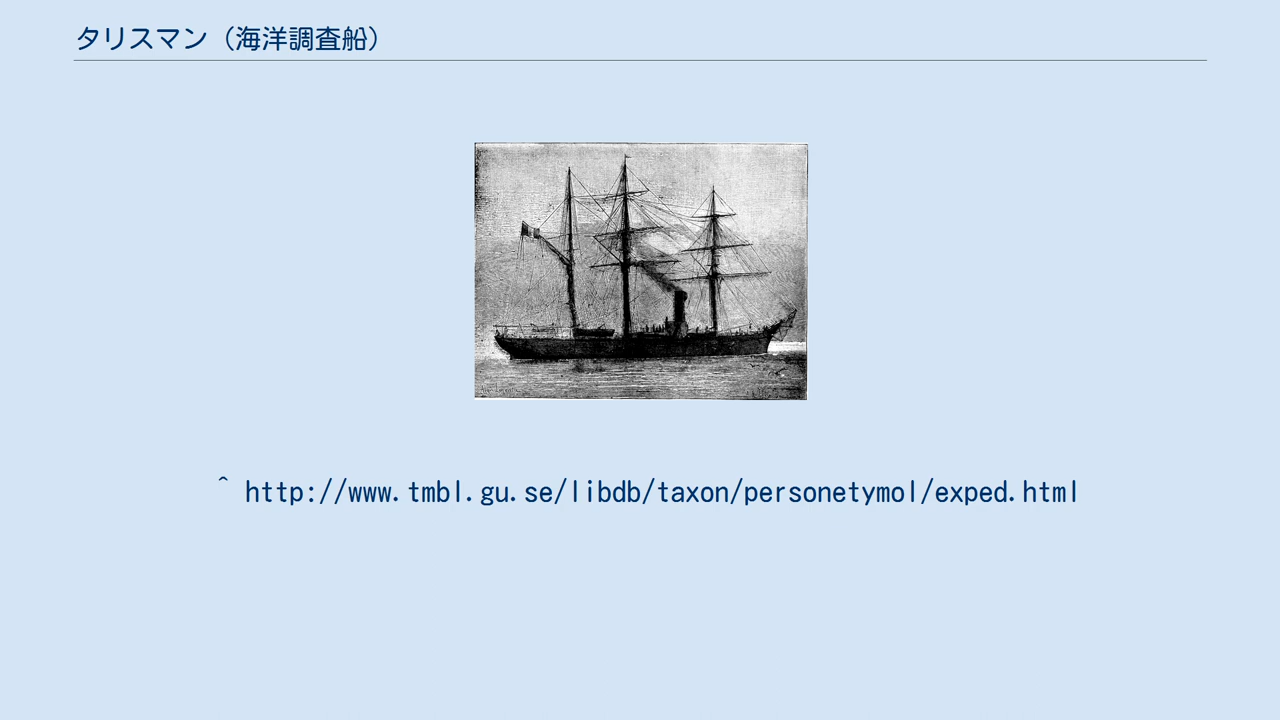 タリスマン（海洋調査船）
^ http://www.tmbl.gu.se/libdb/taxon/personetymol/exped.html